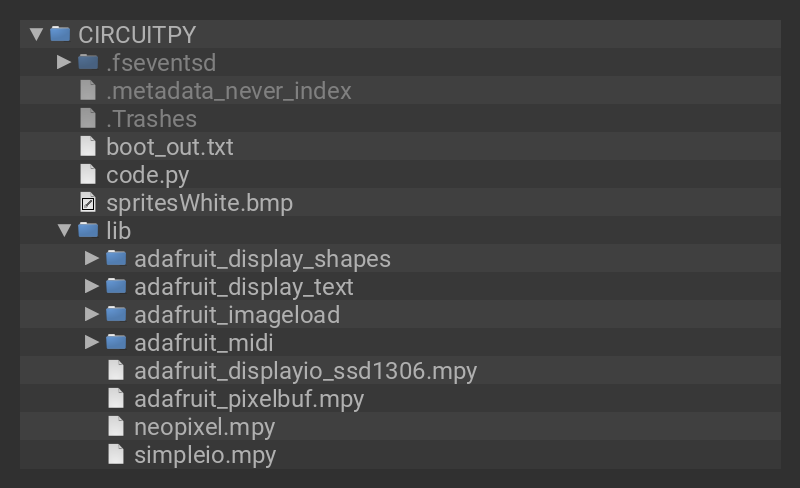 CIRCUITPY
.fseventsd
.metadata_never_index
.Trashes
boot_out.txt
code.py
spritesWhite.bmp
lib
adafruit_display_shapes
adafruit_display_text
adafruit_imageload
adafruit_midi
adafruit_displayio_ssd1306.mpy
adafruit_pixelbuf.mpy
neopixel.mpy
simpleio.mpy